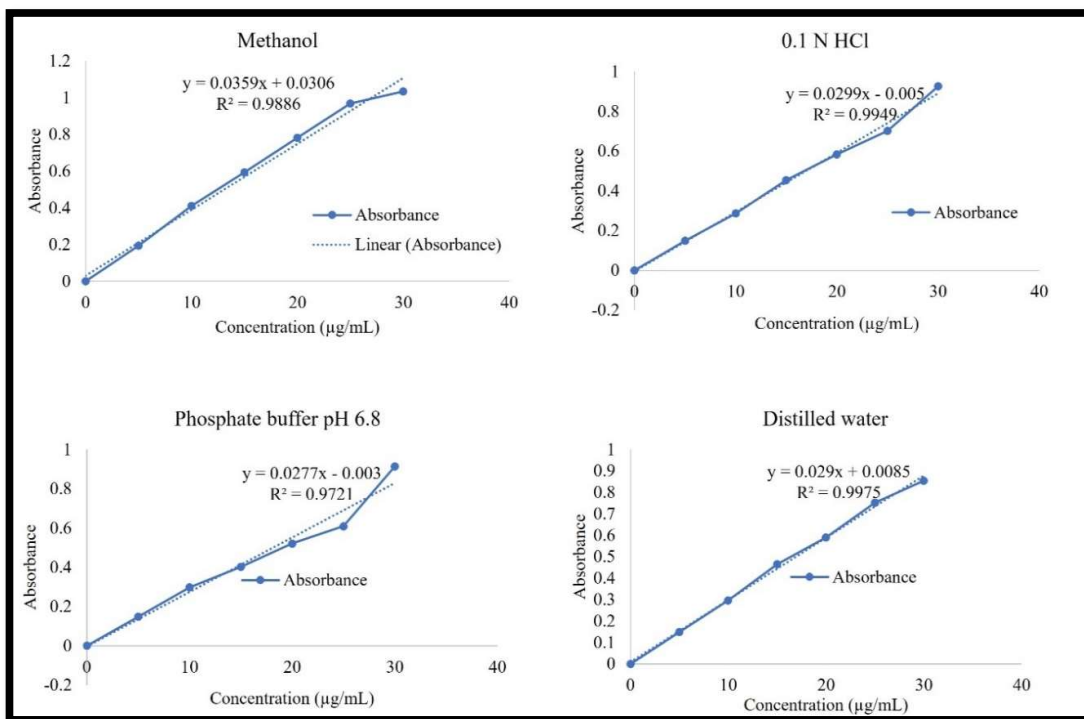 Methanol
y = 0.0359x + 0.0306
R² = 0.9886
1.2
1
0.8
0.6
0.4
0.2
0
Absorbance
Absorbance
Linear (Absorbance)
0 10 20 30 40
Concentration (µg/mL)
0.1 N HCl
y = 0.0299x - 0.005
R² = 0.9949
1
0.8
0.6
0.4
0.2
0
-0.2
Absorbance
Absorbance
0 10 20 30 40
Concentration (µg/mL)
Phosphate buffer pH 6.8
y = 0.0277x - 0.003
R² = 0.9721
1
0.8
0.6
0.4
0.2
0
-0.2
Absorbance
Absorbance
0 10 20 30 40
Concentration (µg/mL)
Distilled water
y = 0.029x + 0.0085
R² = 0.9975
1
0.9
0.8
0.7
0.6
0.5
0.4
0.3
0.2
0.1
0
Absorbance
Absorbance
0 10 20 30 40
Concentration (µg/mL)